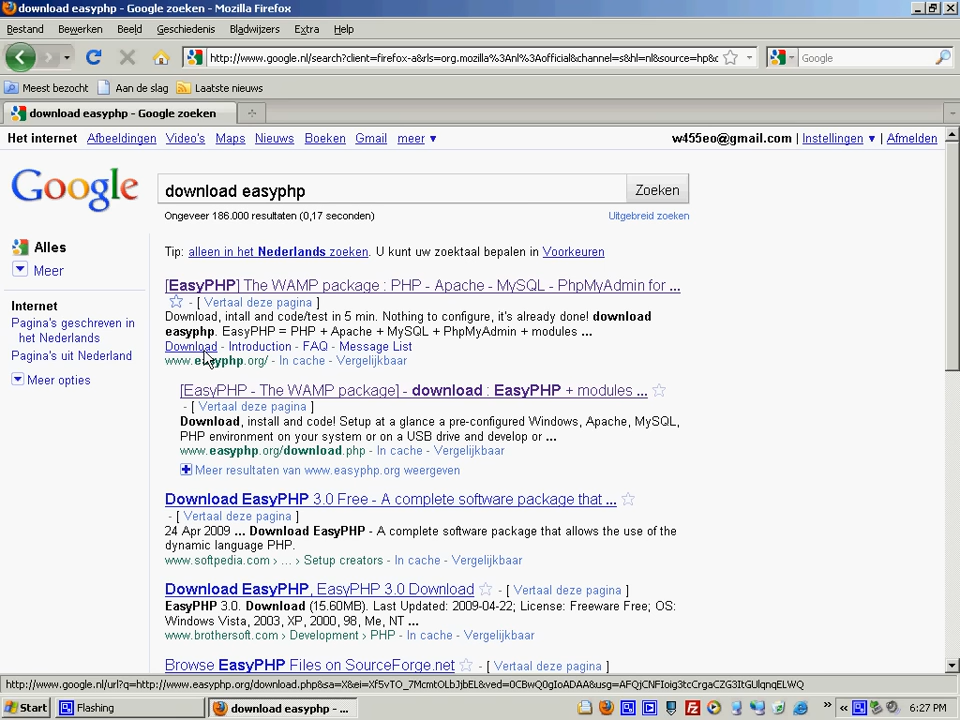 download easyphp - Google zoeken - Mozilla Firefox
Bestand Bewerken Beeld Geschiedenis Bladwijzers Extra Help
http://www.google.nl/search?client=firefox-a&rls=org.mozilla%3Anl%3Aofficial&channel=s&hl=nl&source=hp&c
Google
Meest bezocht Aan de slag Laatste nieuws
download easyphp - Google zoeken
Het internet Afbeeldingen Video's Maps Nieuws Boeken Gmail meer ▼ w455eo@gmail.com | Instellingen ▼ | Afmelden
Google
download easyphp
Zoeken
Ongeveer 186.000 resultaten (0,17 seconden) Uitgebreid zoeken
Alles
Meer
Internet
Pagina's geschreven in het Nederlands
Pagina's uit Nederland
Meer opties
Tip: alleen in het Nederlands zoeken. U kunt uw zoektaal bepalen in Voorkeuren
[EasyPHP] The WAMP package : PHP - Apache - MySQL - PhpMyAdmin for ...
- [ Vertaal deze pagina ]
Download, intall and code/test in 5 min. Nothing to configure, it's already done! download
easyphp. EasyPHP = PHP + Apache + MySQL + PhpMyAdmin + modules ...
Download - Introduction - FAQ - Message List
www.easyphp.org/ - In cache - Vergelijkbaar
[EasyPHP - The WAMP package] - download : EasyPHP + modules ...
- [ Vertaal deze pagina ]
Download, install and code! Setup at a glance a pre-configured Windows, Apache, MySQL,
PHP environment on your system or on a USB drive and develop or ...
www.easyphp.org/download.php - In cache - Vergelijkbaar
Meer resultaten van www.easyphp.org weergeven
Download EasyPHP 3.0 Free - A complete software package that ...
- [ Vertaal deze pagina ]
24 Apr 2009 ... Download EasyPHP - A complete software package that allows the use of the
dynamic language PHP.
www.softpedia.com › ... › Setup creators - In cache - Vergelijkbaar
Download EasyPHP, EasyPHP 3.0 Download - [ Vertaal deze pagina ]
EasyPHP 3.0. Download (15.60MB). Last Updated: 2009-04-22; License: Freeware Free; OS:
Windows Vista, 2003, XP, 2000, 98, Me, NT ...
www.brothersoft.com › Development › PHP - In cache - Vergelijkbaar
Browse EasyPHP Files on SourceForge.net - [ Vertaal deze pagina ]
Start Flashing download easyphp - ... 6:27 PM